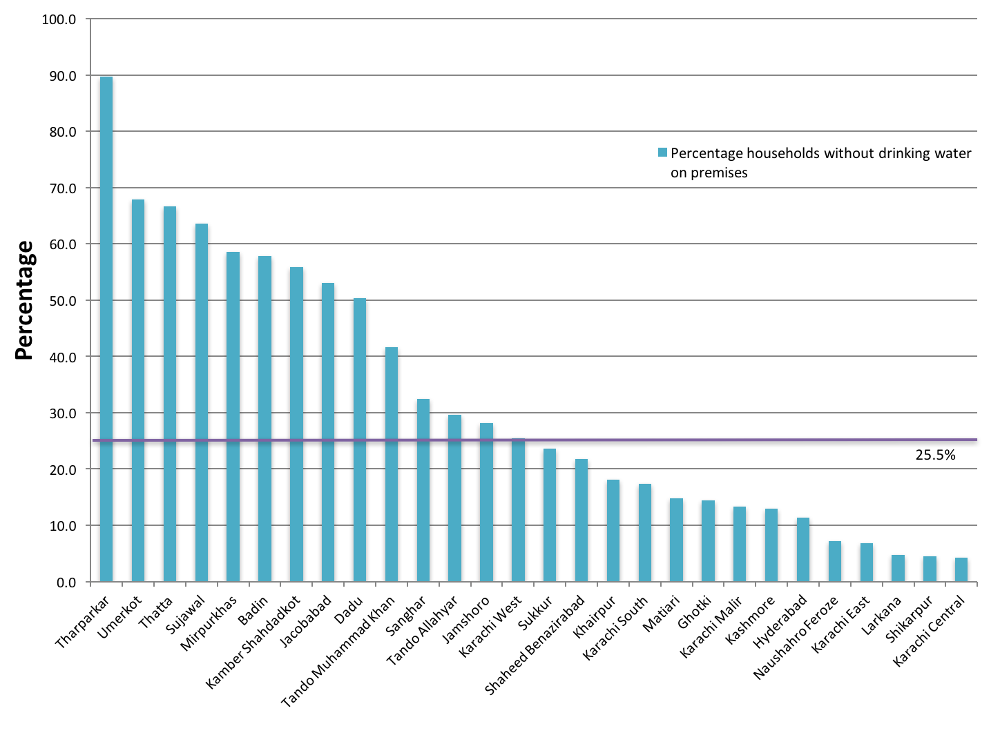 100.0
90.0
80.0
70.0
60.0
50.0
40.0
30.0
20.0
10.0
0.0
Percentage
Percentage households without drinking water
on premises
25.5%
Tharparkar
Umerkot
Thatta
Sujawal
Mirpurkhas
Badin
Kamber Shahdadkot
Jacobabad
Dadu
Tando Muhammad Khan
Sanghar
Tando Allahyar
Jamshoro
Karachi West
Sukkur
Shaheed Benazirabad
Khairpur
Karachi South
Matiari
Ghotki
Karachi Malir
Kashmore
Hyderabad
Naushahro Feroze
Karachi East
Larkana
Shikarpur
Karachi Central